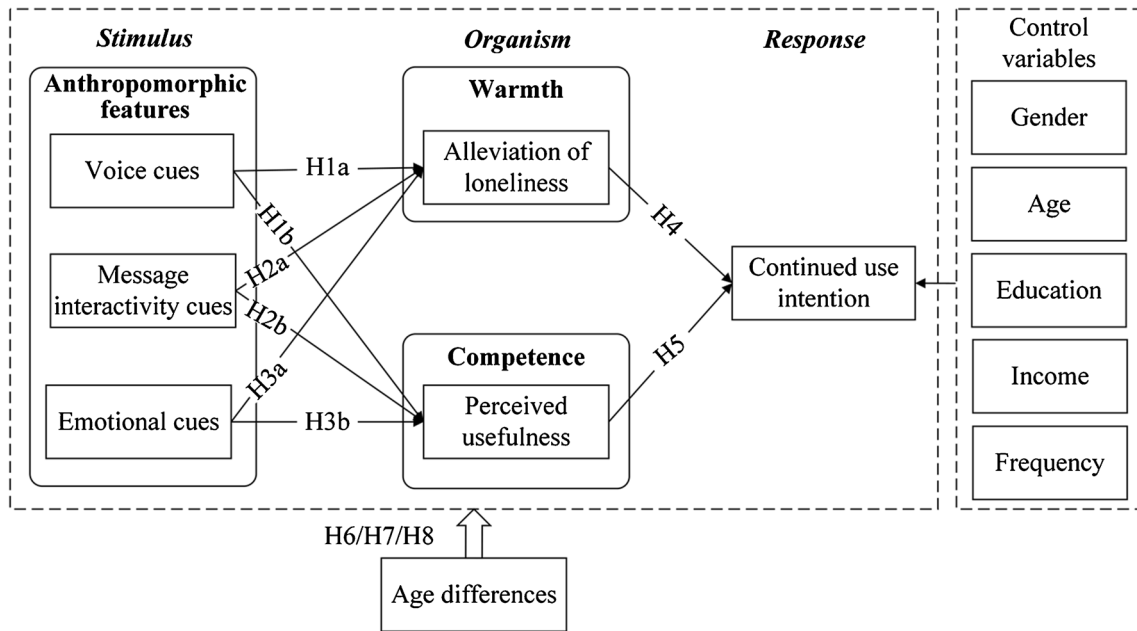 Stimulus
Organism
Response
Control
variables
Anthropomorphic
features
Warmth
Gender
Voice cues
H1a
Alleviation of
loneliness
Age
H1b
H4
Message
interactivity cues
H2a
Continued use
intention
Education
H2b
Competence
H5
Income
H3a
Emotional cues
H3b
Perceived
usefulness
Frequency
H6/H7/H8
Age differences